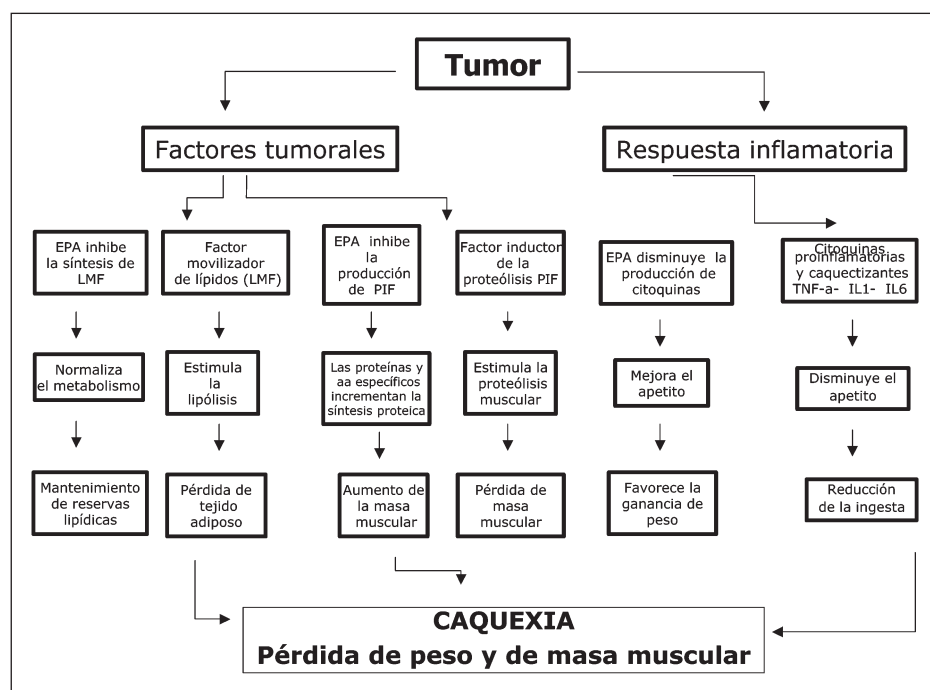 Tumor
Factores tumorales
Respuesta inflamatoria
EPA inhibe
la síntesis de
LMF
Factor
movilizador
de lípidos (LMF)
EPA inhibe
la
producción
de PIF
Factor inductor
de la
proteólisis PIF
EPA disminuye la
producción de
citoquinas
Citoquinas
proinflamatorias
y caquectizantes
TNF-a- IL1- IL6
Normaliza
el metabolismo
Estimula
la
lipólisis
Las proteínas y
aa específicos
incrementan la
síntesis proteica
Estimula la
proteólisis
muscular
Mejora el
apetito
Disminuye el
apetito
Mantenimiento
de reservas
lipídicas
Pérdida de
tejido
adiposo
Aumento de
la masa
muscular
Pérdida de
masa
muscular
Favorece la
ganancia de
peso
Reducción
de la ingesta
CAQUEXIA
Pérdida de peso y de masa muscular